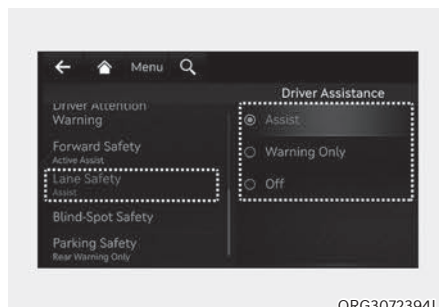 Menu
Driver Assistance
Driver Attention
Warning
Forward Safety
Active Assist
Lane Safety
Assist
Blind-Spot Safety
Parking Safety
Rear Warning Only
Assist
Warning Only
Off
ORG3072394L